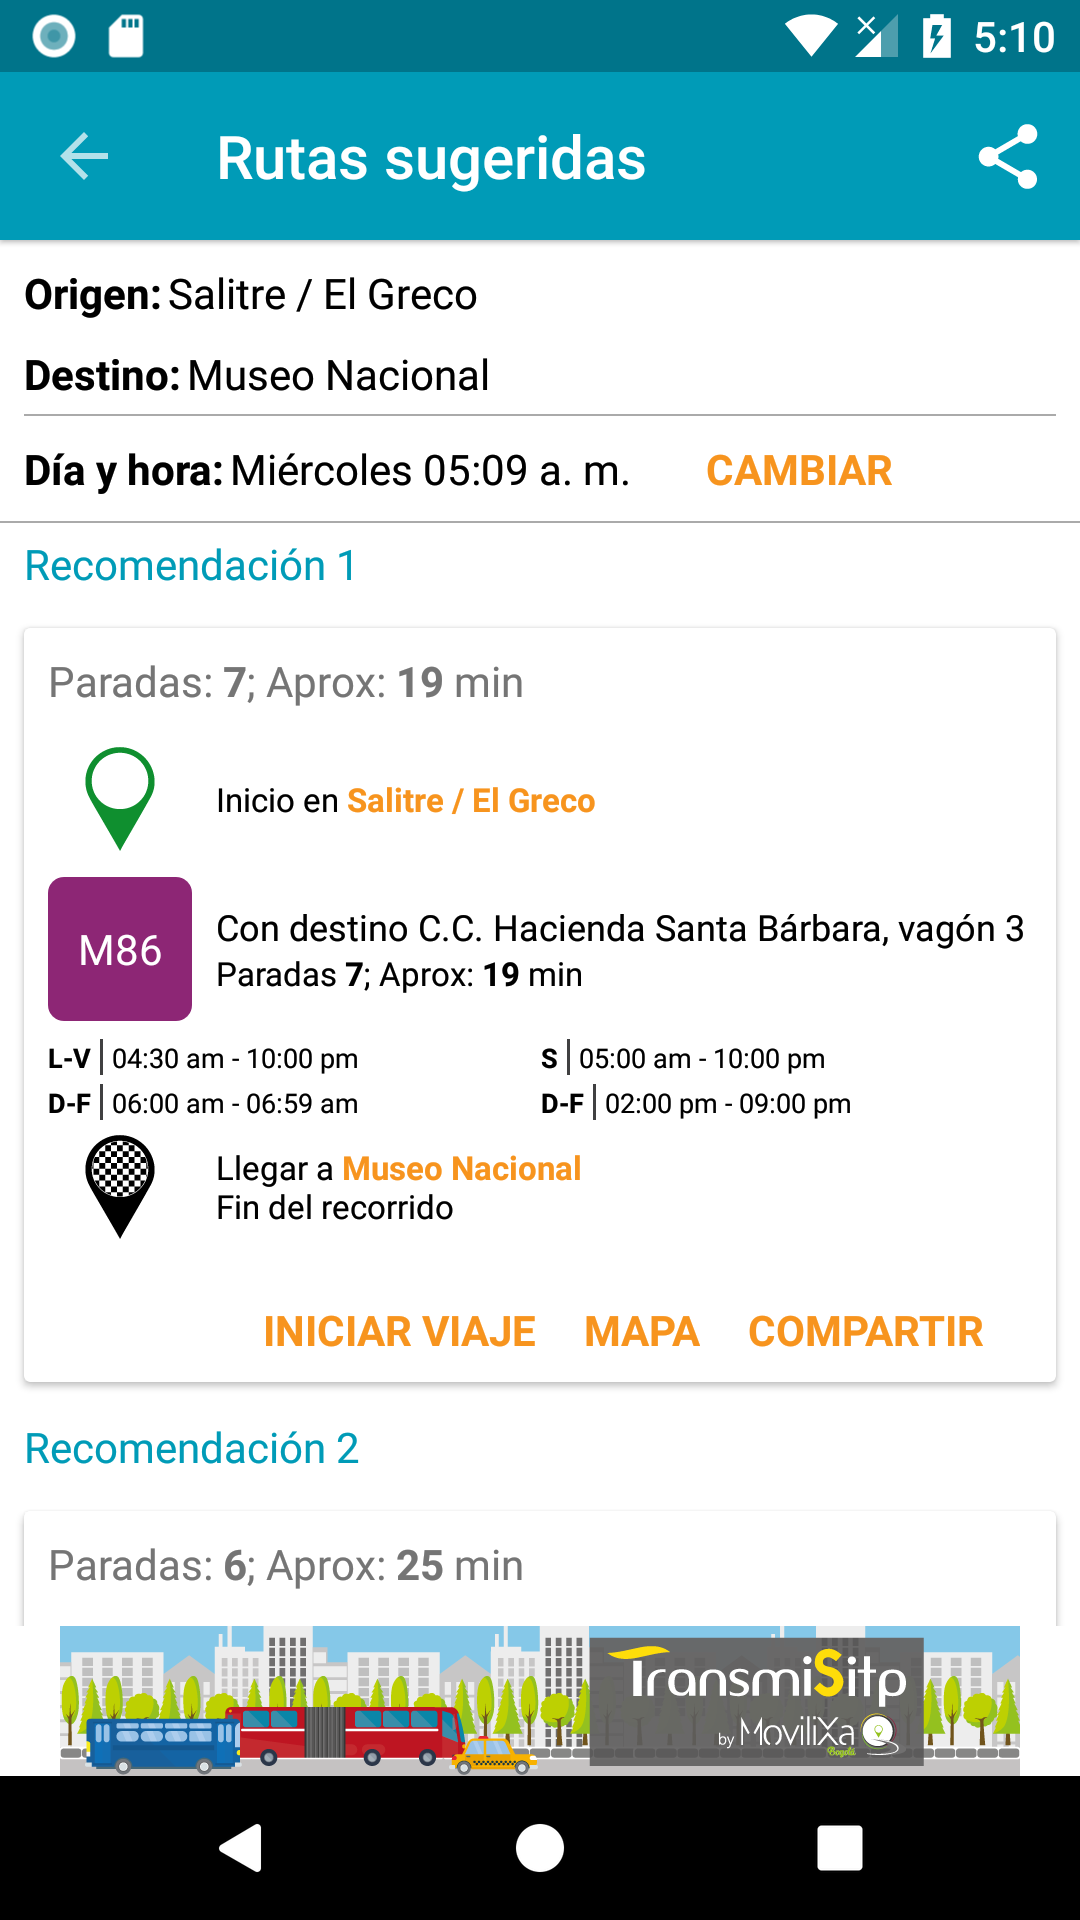 5:10
Rutas sugeridas
Origen: Salitre / El Greco
Destino: Museo Nacional
Día y hora: Miércoles 05:09 a. m. CAMBIAR
Recomendación 1
Paradas: 7; Aprox: 19 min
Inicio en Salitre / El Greco
M86
Con destino C.C. Hacienda Santa Bárbara, vagón 3
Paradas 7; Aprox: 19 min
L-V | 04:30 am - 10:00 pm S | 05:00 am - 10:00 pm
D-F | 06:00 am - 06:59 am D-F | 02:00 pm - 09:00 pm
Llegar a Museo Nacional
Fin del recorrido
INICIAR VIAJE MAPA COMPARTIR
Recomendación 2
Paradas: 6; Aprox: 25 min
TransmiSitp
by MoviliXa
Bogotá